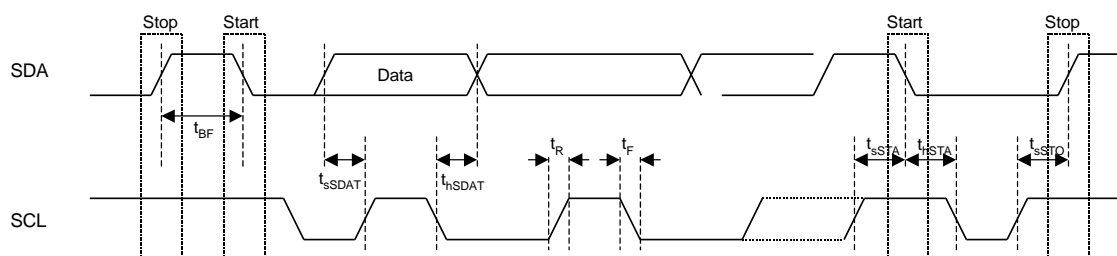 Stop Start Start Stop
SDA
Data
tBF
tR tF tsSTA thSTA tsSTO
tsSDAT thSDAT
SCL